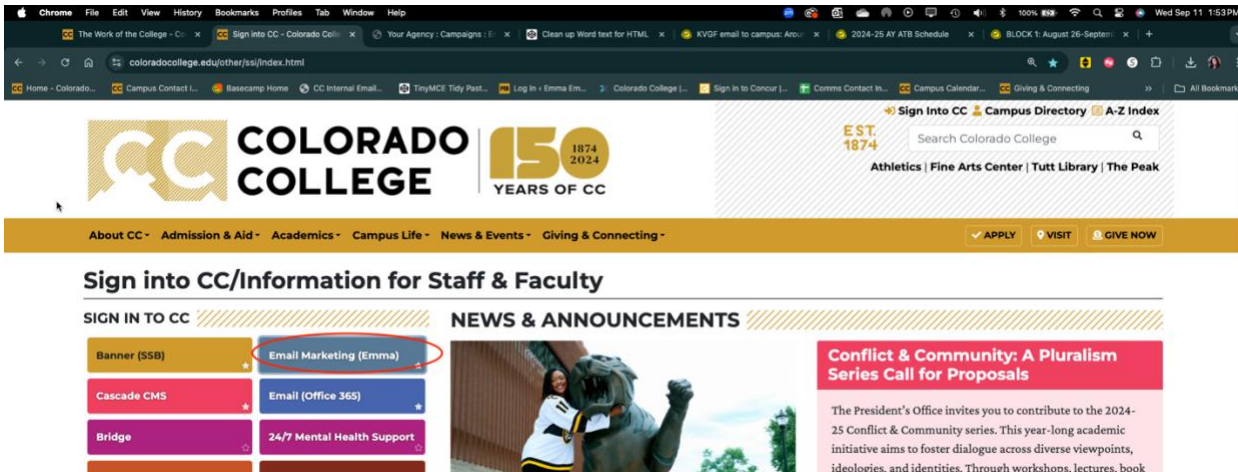 Chrome File Edit View History Bookmarks Profiles Tab Window Help
100% Wed Sep 11 1:53PM
The Work of the College - Co
Sign into CC - Colorado Colle
Your Agency : Campaigns : E
Clean up Word text for HTML
KVGF email to campus: Arou
2024-25 AY ATB Schedule
BLOCK 1: August 26-Septem
coloradocollege.edu/other/ssi/index.html
Home - Colorado...
Campus Contact I...
Basecamp Home
CC Internal Email...
TinyMCE Tidy Past...
Log In ‹ Emma Em...
Colorado College |...
Sign in to Concur |...
Comms Contact In...
Campus Calendar...
Giving & Connecting
»
All Bookmark
Sign Into CC Campus Directory A-Z Index
CC
COLORADO
COLLEGE
150
1874
2024
YEARS OF CC
EST.
1874
Search Colorado College
Athletics | Fine Arts Center | Tutt Library | The Peak
About CC Admission & Aid Academics Campus Life News & Events Giving & Connecting
APPLY VISIT GIVE NOW
Sign into CC/Information for Staff & Faculty
SIGN IN TO CC
Banner (SSB)
Email Marketing (Emma)
Cascade CMS
Email (Office 365)
Bridge
24/7 Mental Health Support
NEWS & ANNOUNCEMENTS
11
Conflict & Community: A Pluralism
Series Call for Proposals
The President's Office invites you to contribute to the 2024-
25 Conflict & Community series. This year-long academic
initiative aims to foster dialogue across diverse viewpoints,
ideologies, and identities. Through workshops, lectures, book